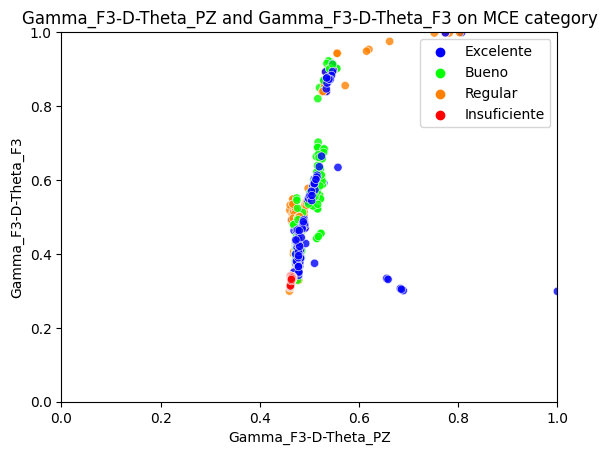 Gamma_F3-D-Theta_PZ and Gamma_F3-D-Theta_F3 on MCE category
Excelente
Bueno
Regular
Insuficiente
1.0
0.8
0.6
0.4
0.2
0.0
Gamma_F3-D-Theta_F3
0.0 0.2 0.4 0.6 0.8 1.0
Gamma_F3-D-Theta_PZ